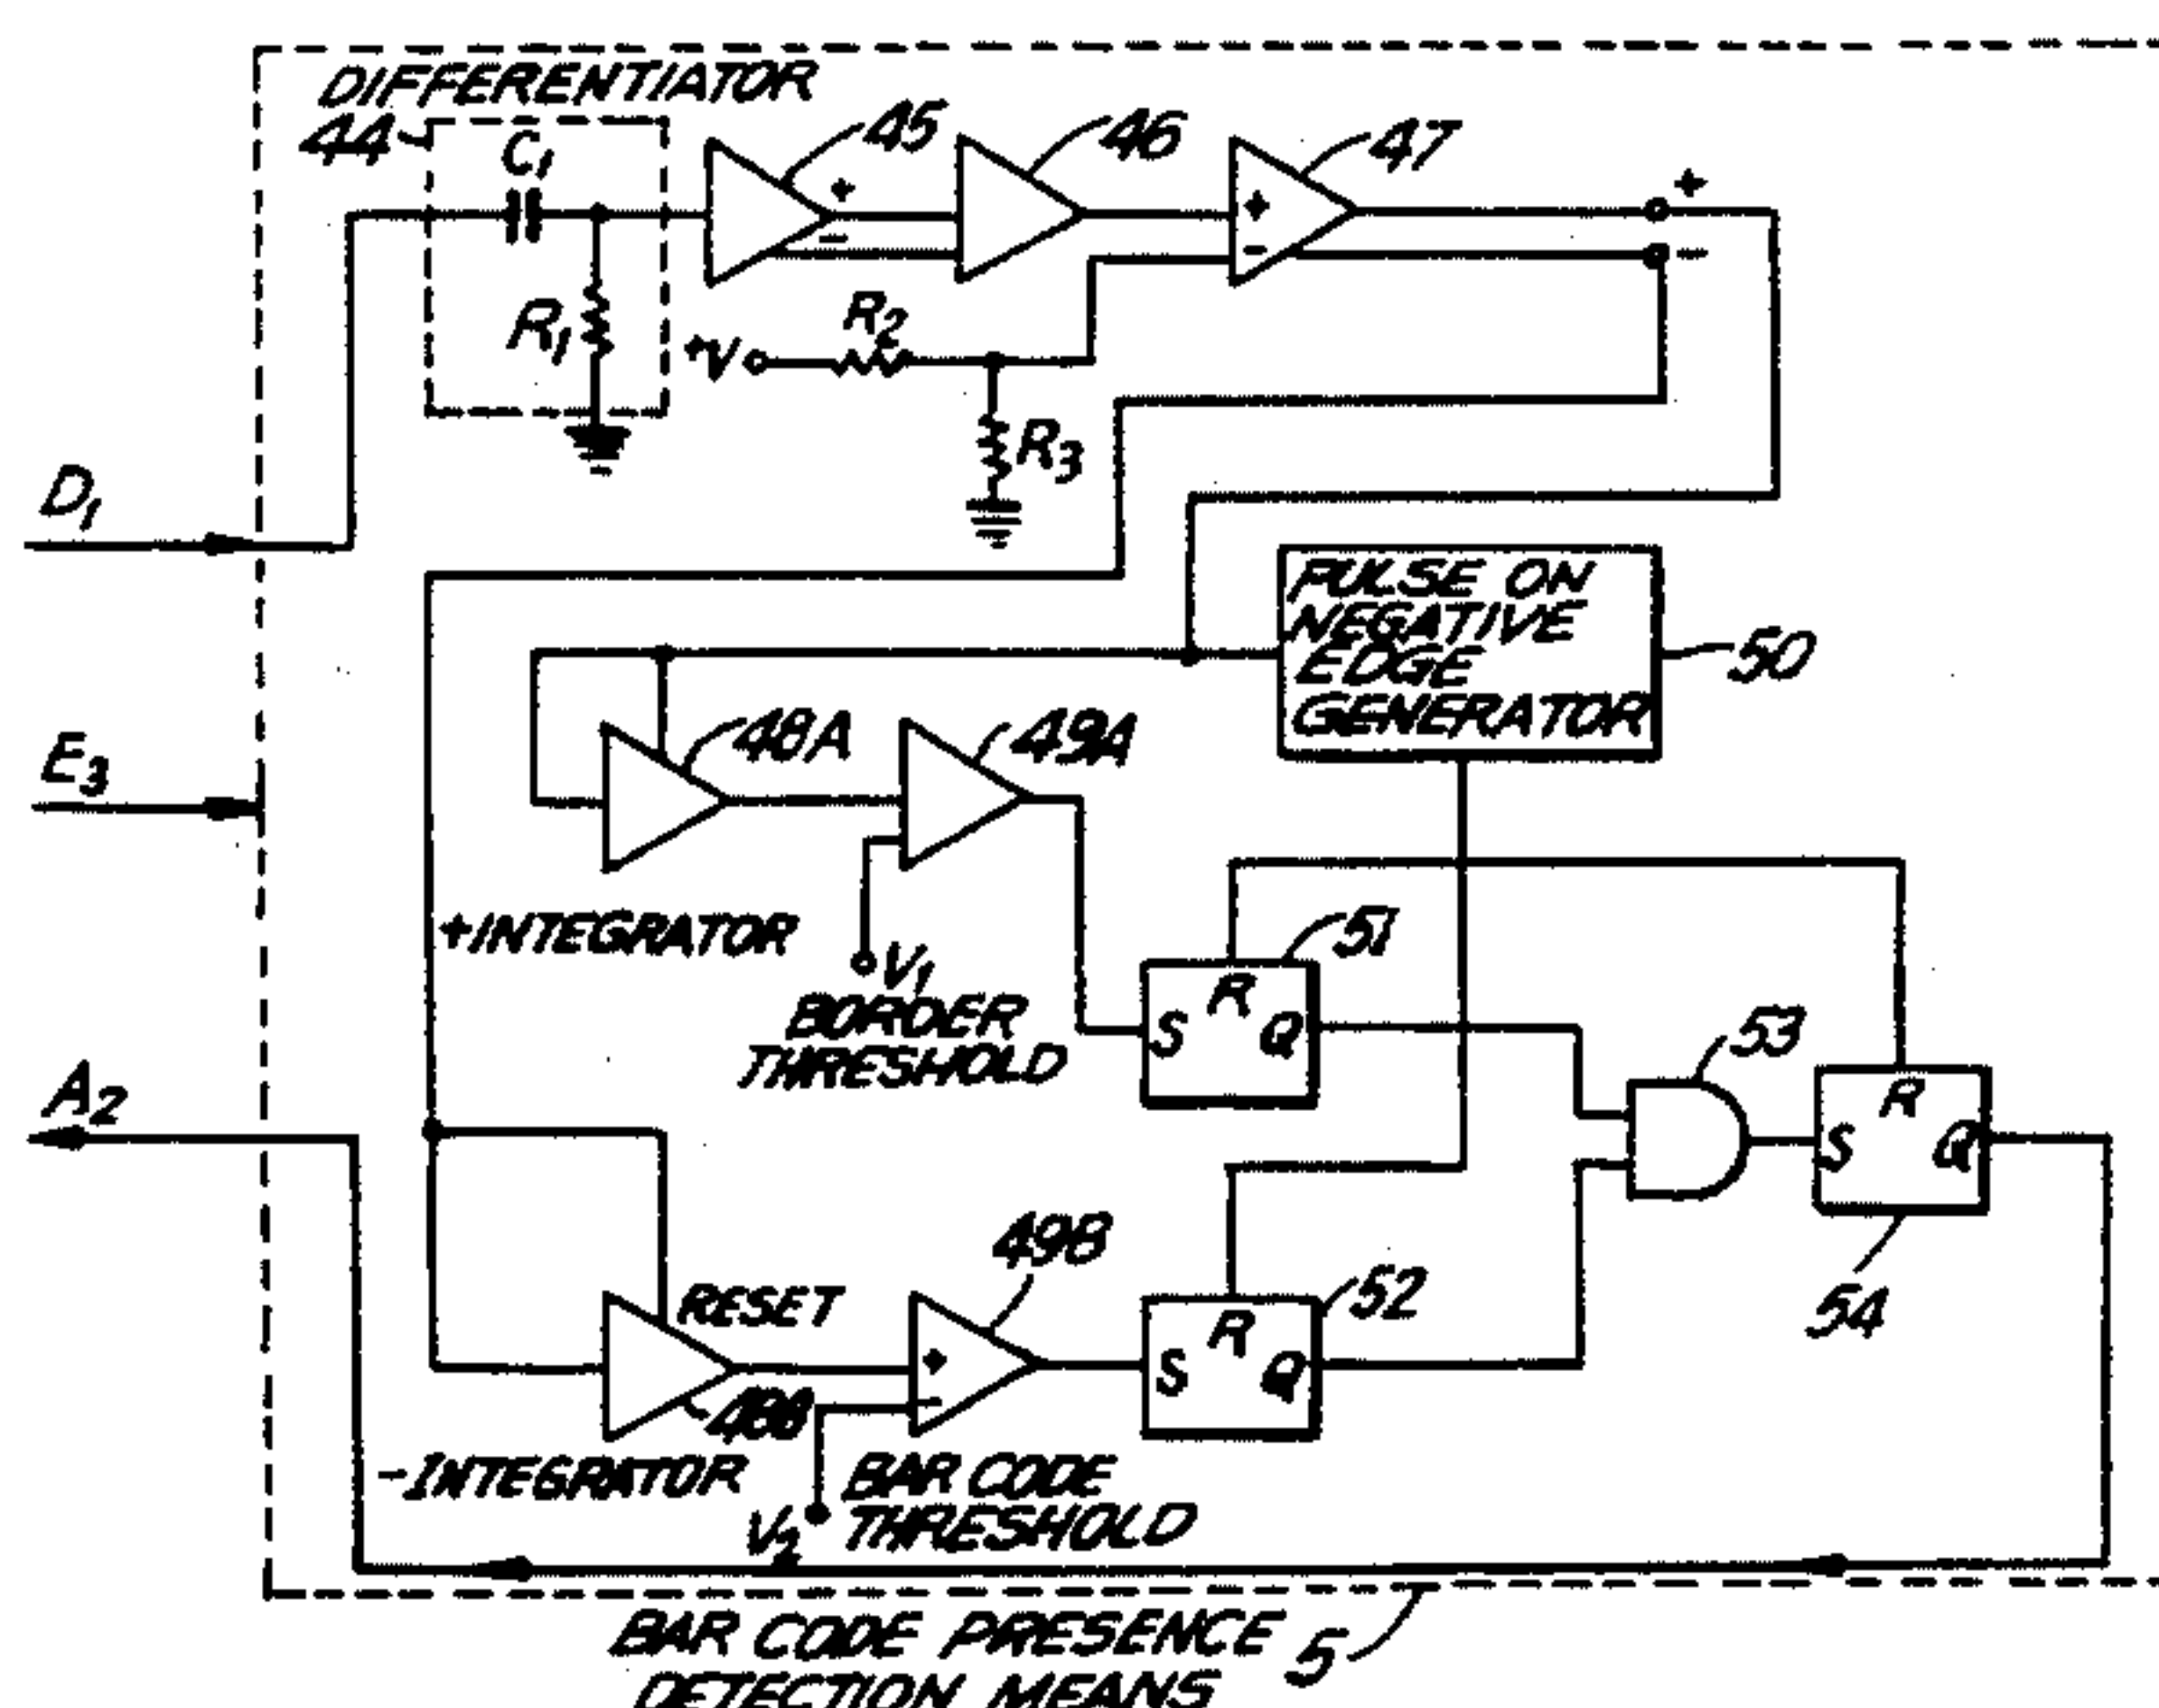 DIFFERENTIATOR
44
C1
45
46
47
+
-
+
-
+
-
R1
+V
R2
R3
D1
PULSE ON
NEGATIVE
EDGE
GENERATOR
50
E3
48A
49A
+INTEGRATOR
V1
BORDER
THRESHOLD
51
R
S
Q
53
A2
R
S
Q
54
RESET
49B
52
+
-
R
S
Q
48B
-INTEGRATOR
V2
BAR CODE
THRESHOLD
BAR CODE PRESENCE
DETECTION MEANS
5